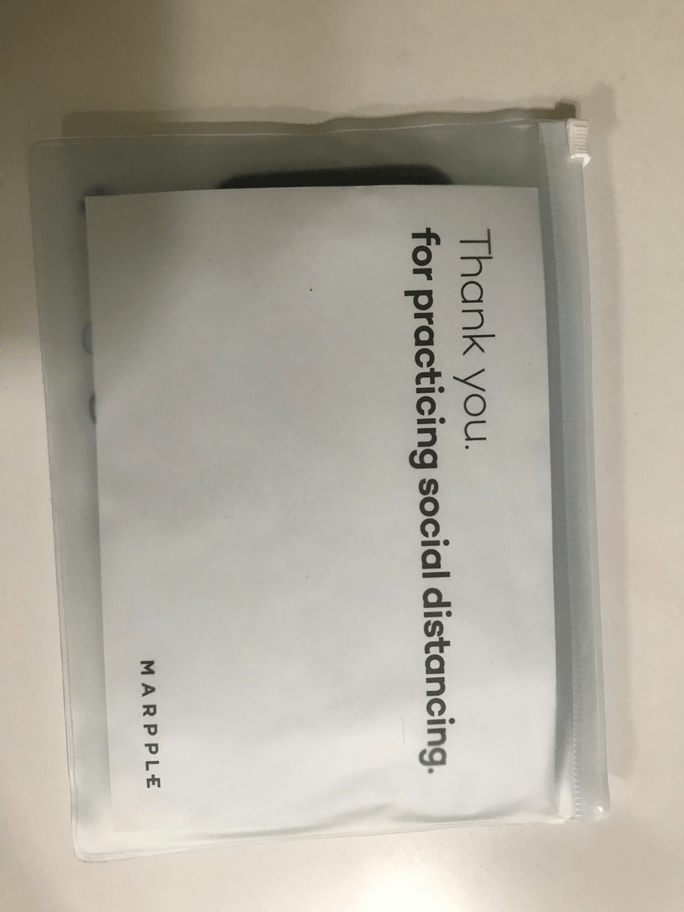 Thank you.
for practicing social distancing.
MARPPLE